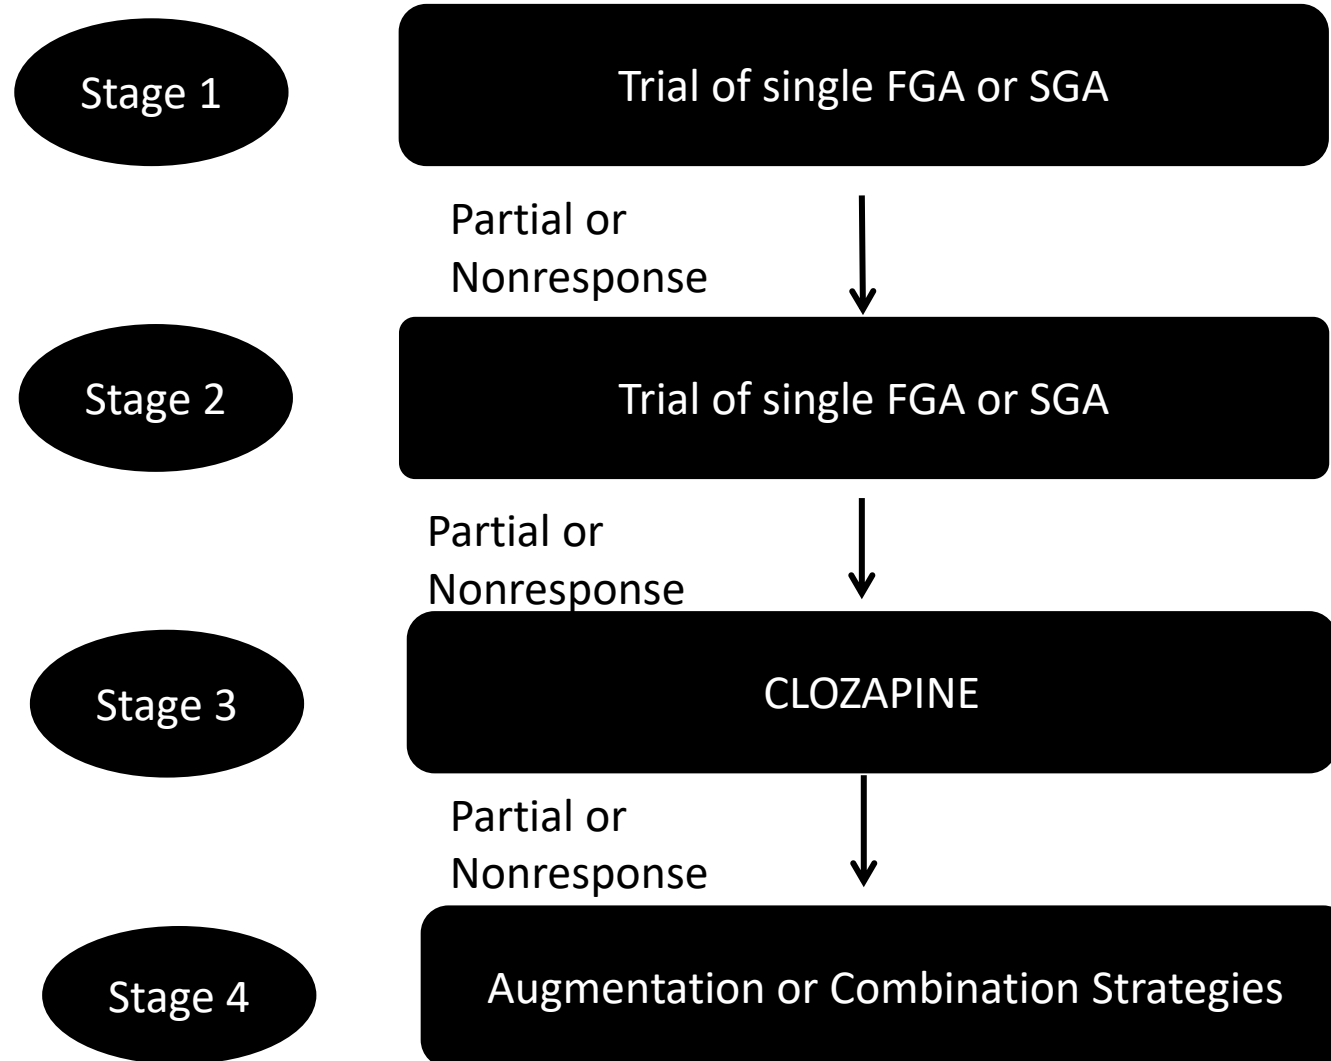 Stage 1
Trial of single FGA or SGA
Partial or
Nonresponse
Stage 2
Trial of single FGA or SGA
Partial or
Nonresponse
Stage 3
CLOZAPINE
Partial or
Nonresponse
Stage 4
Augmentation or Combination Strategies